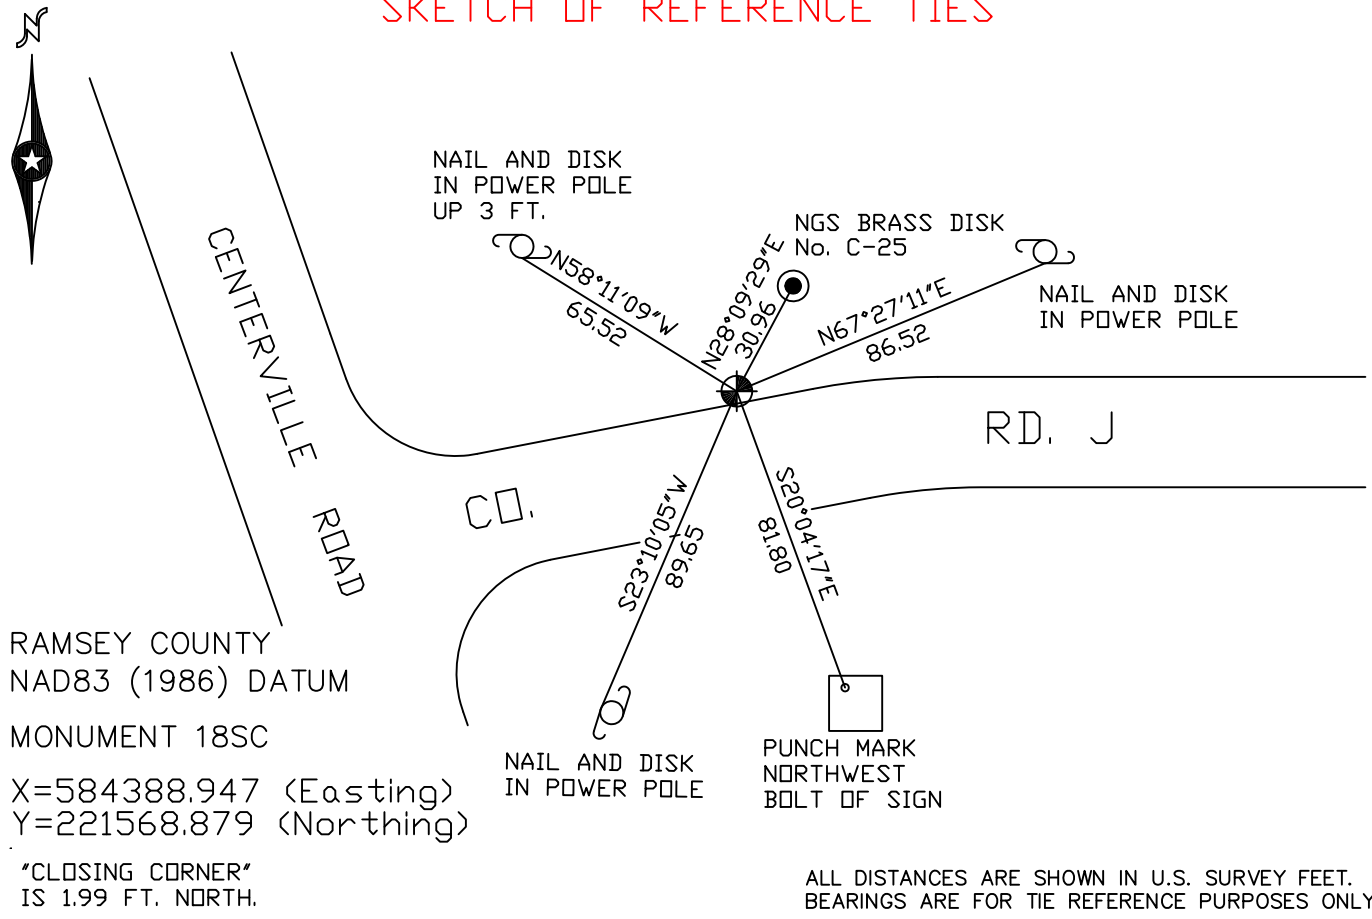 SKETCH OF REFERENCE TIES
N
NAIL AND DISK
IN POWER POLE
UP 3 FT.
NGS BRASS DISK
No. C-25
NAIL AND DISK
IN POWER POLE
N58°11'09"W
65.52
N28°09'29"E
30.96
N67°27'11"E
86.52
CENTERVILLE ROAD
CO. RD. J
S23°10'05"W
89.65
S20°04'17"E
81.80
RAMSEY COUNTY
NAD83 (1986) DATUM
MONUMENT 18SC
X=584388.947 (Easting)
Y=221568.879 (Northing)
"CLOSING CORNER"
IS 1.99 FT. NORTH.
NAIL AND DISK
IN POWER POLE
PUNCH MARK
NORTHWEST
BOLT OF SIGN
ALL DISTANCES ARE SHOWN IN U.S. SURVEY FEET.
BEARINGS ARE FOR TIE REFERENCE PURPOSES ONLY